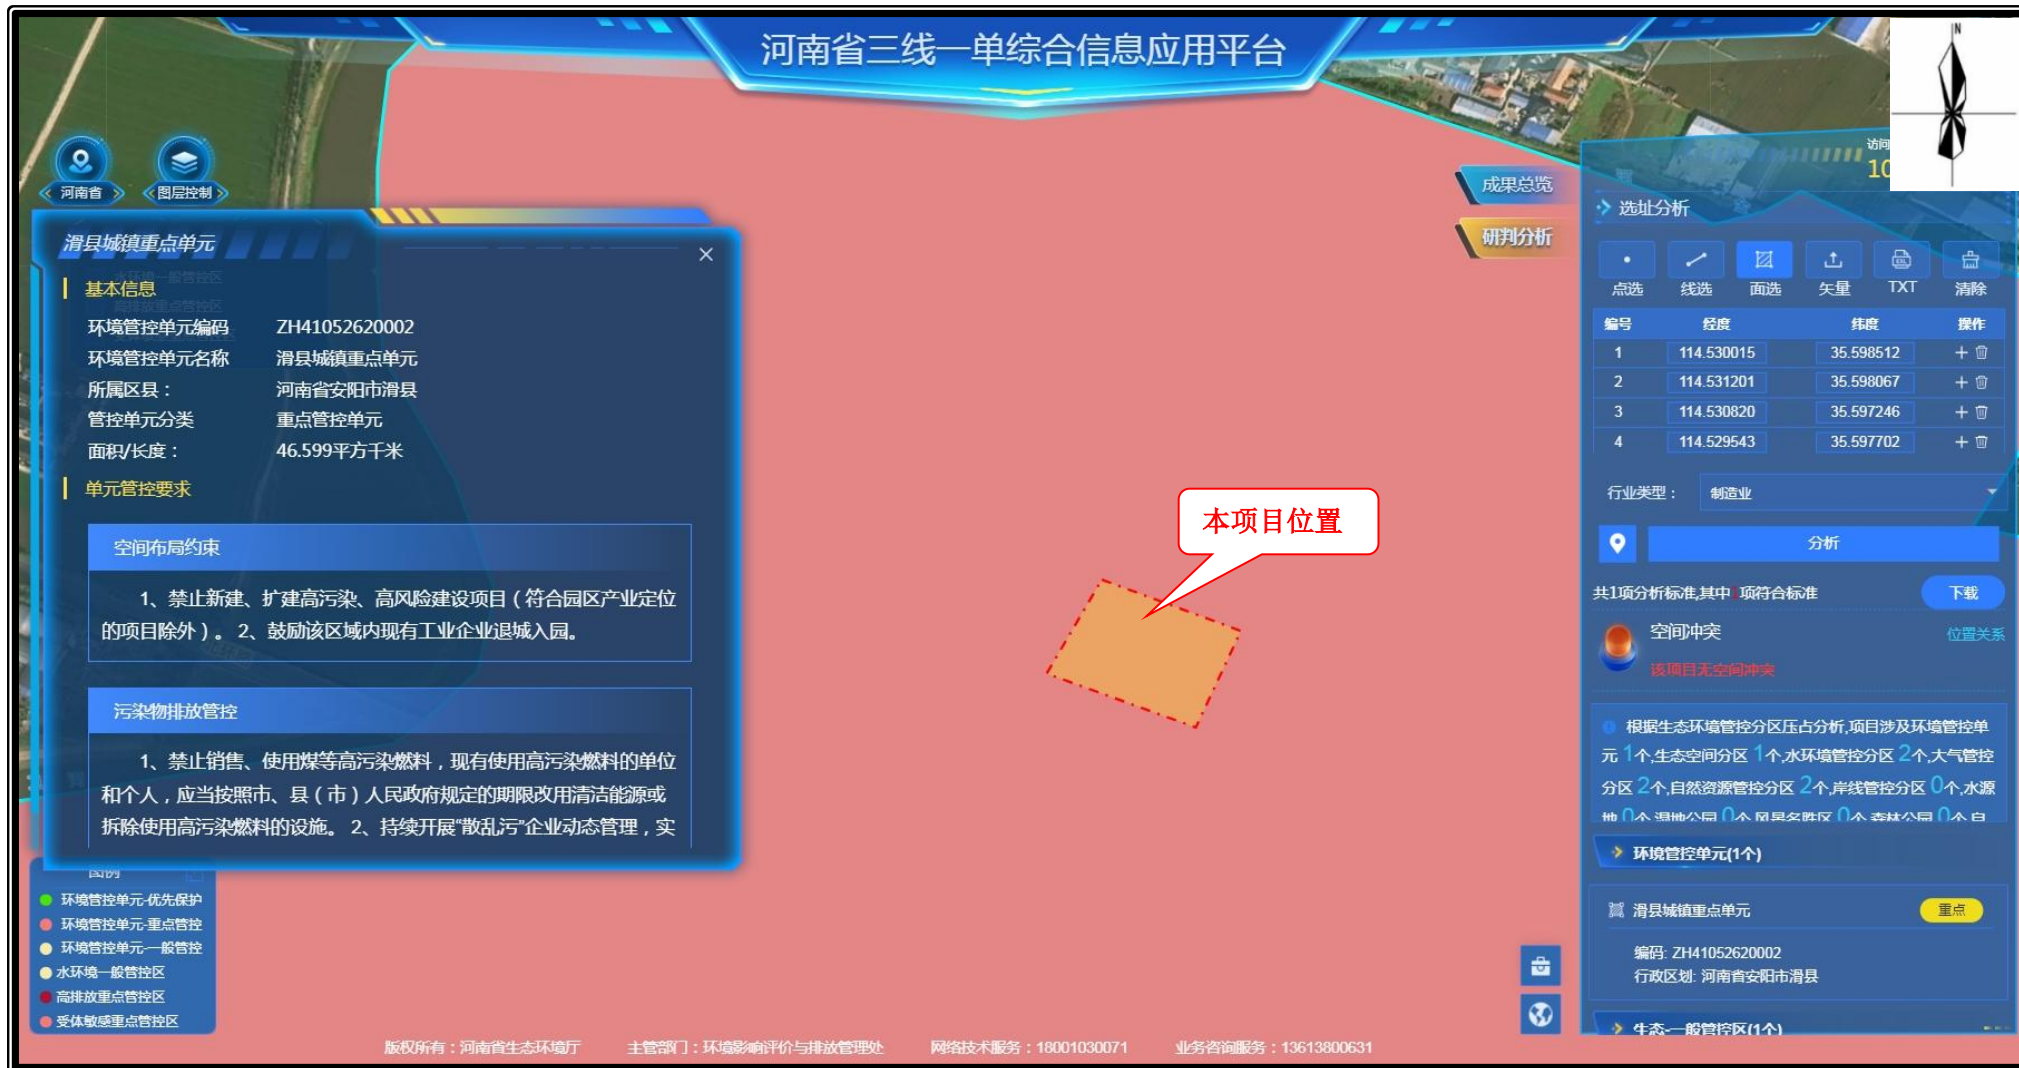 河南省三线一单综合信息应用平台
N
河南省
图层控制
访问
10
成果总览
研判分析
滑县城镇重点单元
×
基本信息
环境管控单元编码 ZH41052620002
环境管控单元名称 滑县城镇重点单元
所属区县： 河南省安阳市滑县
管控单元分类 重点管控单元
面积/长度： 46.599平方千米
单元管控要求
空间布局约束
1、禁止新建、扩建高污染、高风险建设项目（符合园区产业定位
的项目除外）。 2、鼓励该区域内现有工业企业退城入园。
污染物排放管控
1、禁止销售、使用煤等高污染燃料，现有使用高污染燃料的单位
和个人，应当按照市、县（市）人民政府规定的期限改用清洁能源或
拆除使用高污染燃料的设施。 2、持续开展“散乱污”企业动态管理，实
图例
环境管控单元-优先保护
环境管控单元-重点管控
环境管控单元-一般管控
水环境一般管控区
高排放重点管控区
受体敏感重点管控区
本项目位置
选址分析
点选 线选 面选 矢量 TXT 清除
编号 经度 纬度 操作
1 114.530015 35.598512
2 114.531201 35.598067
3 114.530820 35.597246
4 114.529543 35.597702
行业类型： 制造业
分析
共1项分析标准,其中 项符合标准
下载
空间冲突
位置关系
该项目无空间冲突
根据生态环境管控分区压占分析,项目涉及环境管控单
元 1个,生态空间分区 1个,水环境管控分区 2个,大气管控
分区 2个,自然资源管控分区 2个,岸线管控分区 0个,水源
地 0个,湿地公园 0个,风景名胜区 0个,森林公园 0个,自
环境管控单元(1个)
滑县城镇重点单元 重点
编码: ZH41052620002
行政区划: 河南省安阳市滑县
生态-一般管控区(1个)
版权所有：河南省生态环境厅 主管部门：环境影响评价与排放管理处 网络技术服务：18001030071 业务咨询服务：13613800631